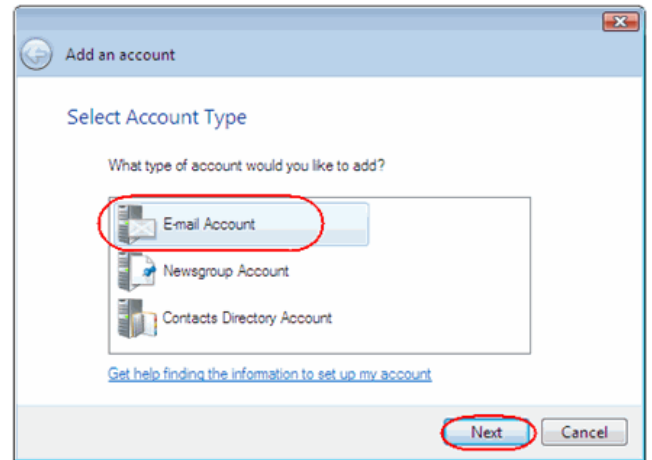 Add an account
Select Account Type
What type of account would you like to add?
E-mail Account
Newsgroup Account
Contacts Directory Account
Get help finding the information to set up my account
Next Cancel